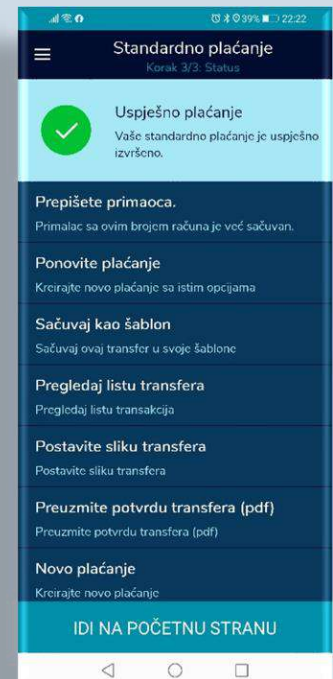 39% 22:22
Standardno plaćanje
Korak 3/3: Status
Uspješno plaćanje
Vaše standardno plaćanje je uspješno
izvršeno.
Prepišete primaoca.
Primalac sa ovim brojem računa je već sačuvan.
Ponovite plaćanje
Kreirajte novo plaćanje sa istim opcijama
Sačuvaj kao šablon
Sačuvaj ovaj transfer u svoje šablone
Pregledaj listu transfera
Pregledaj listu transakcija
Postavite sliku transfera
Postavite sliku transfera
Preuzmite potvrdu transfera (pdf)
Preuzmite potvrdu transfera (pdf)
Novo plaćanje
Kreirajte novo plaćanje
IDI NA POČETNU STRANU